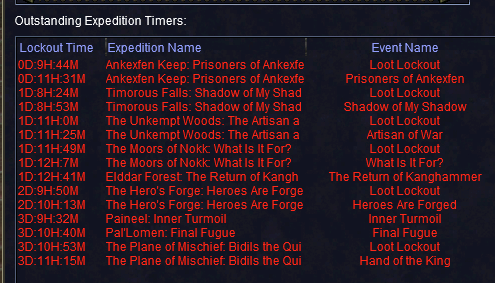 Outstanding Expedition Timers:
Lockout Time Expedition Name Event Name
0D:9H:44M Ankexfen Keep: Prisoners of Ankexfe Loot Lockout
0D:11H:31M Ankexfen Keep: Prisoners of Ankexfe Prisoners of Ankexfen
1D:8H:24M Timorous Falls: Shadow of My Shad Loot Lockout
1D:8H:53M Timorous Falls: Shadow of My Shad Shadow of My Shadow
1D:11H:0M The Unkempt Woods: The Artisan a Loot Lockout
1D:11H:25M The Unkempt Woods: The Artisan a Artisan of War
1D:11H:49M The Moors of Nokk: What Is It For? Loot Lockout
1D:12H:7M The Moors of Nokk: What Is It For? What Is It For?
1D:12H:41M Elddar Forest: The Return of Kangh The Return of Kanghammer
2D:9H:50M The Hero's Forge: Heroes Are Forge Loot Lockout
2D:10H:13M The Hero's Forge: Heroes Are Forge Heroes Are Forged
3D:9H:32M Paineel: Inner Turmoil Inner Turmoil
3D:10H:40M Pal'Lomen: Final Fugue Final Fugue
3D:10H:53M The Plane of Mischief: Bidils the Qui Loot Lockout
3D:11H:15M The Plane of Mischief: Bidils the Qui Hand of the King